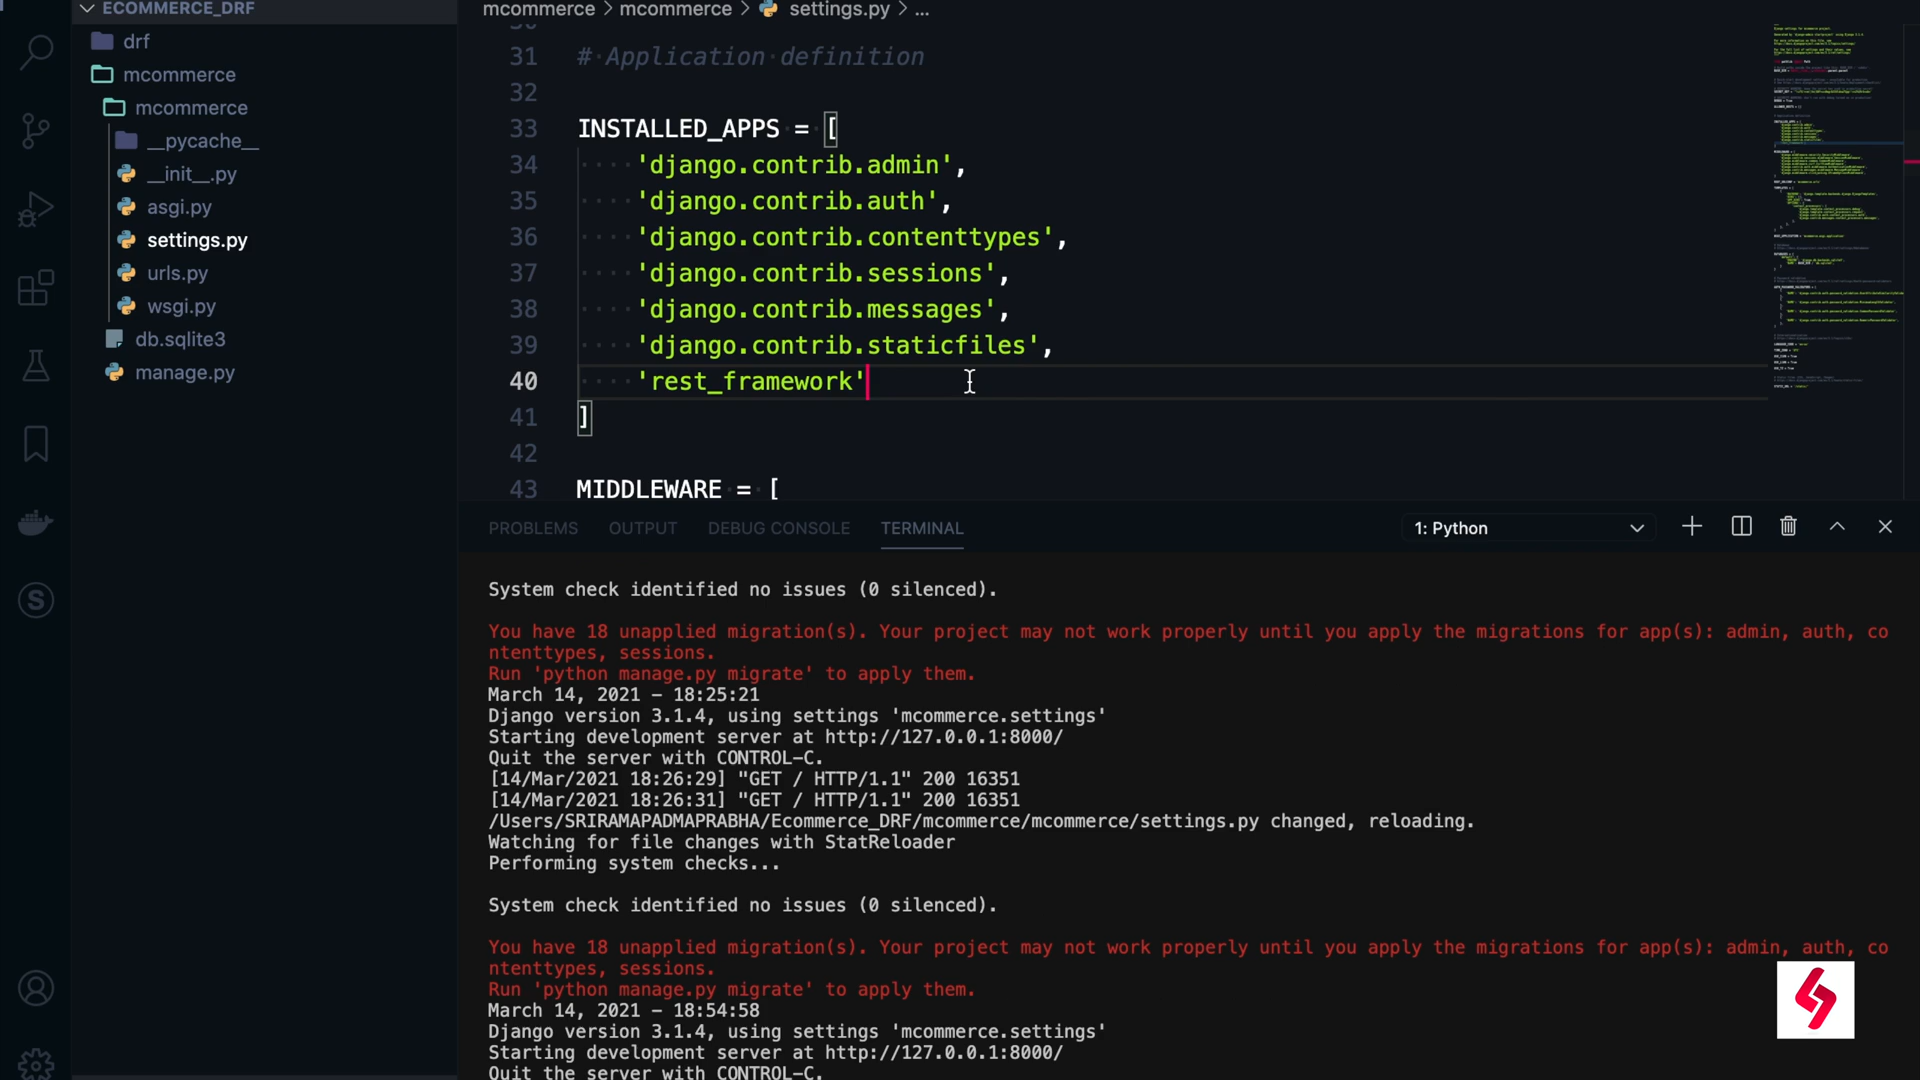 ECOMMERCE_DRF
drf
mcommerce
mcommerce
__pycache__
__init__.py
asgi.py
settings.py
urls.py
wsgi.py
db.sqlite3
manage.py
mcommerce > mcommerce > settings.py > ...
31 # Application definition
32
33 INSTALLED_APPS = [
34 'django.contrib.admin',
35 'django.contrib.auth',
36 'django.contrib.contenttypes',
37 'django.contrib.sessions',
38 'django.contrib.messages',
39 'django.contrib.staticfiles',
40 'rest_framework'
41 ]
42
43 MIDDLEWARE = [
PROBLEMS OUTPUT DEBUG CONSOLE TERMINAL 1: Python
System check identified no issues (0 silenced).
You have 18 unapplied migration(s). Your project may not work properly until you apply the migrations for app(s): admin, auth, co
ntenttypes, sessions.
Run 'python manage.py migrate' to apply them.
March 14, 2021 - 18:25:21
Django version 3.1.4, using settings 'mcommerce.settings'
Starting development server at http://127.0.0.1:8000/
Quit the server with CONTROL-C.
[14/Mar/2021 18:26:29] "GET / HTTP/1.1" 200 16351
[14/Mar/2021 18:26:31] "GET / HTTP/1.1" 200 16351
/Users/SRIRAMAPADMAPRABHA/Ecommerce_DRF/mcommerce/mcommerce/settings.py changed, reloading.
Watching for file changes with StatReloader
Performing system checks...
System check identified no issues (0 silenced).
You have 18 unapplied migration(s). Your project may not work properly until you apply the migrations for app(s): admin, auth, co
ntenttypes, sessions.
Run 'python manage.py migrate' to apply them.
March 14, 2021 - 18:54:58
Django version 3.1.4, using settings 'mcommerce.settings'
Starting development server at http://127.0.0.1:8000/
Quit the server with CONTROL-C.